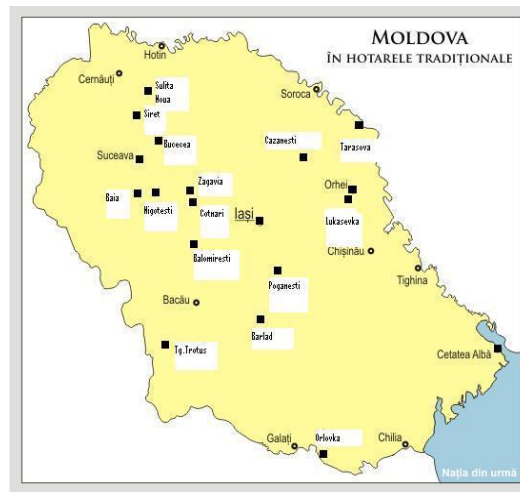 MOLDOVA
ÎN HOTARELE TRADIȚIONALE
Hotin
Cernăuți
Sulita
Noua
Soroca
Siret
Tarasova
Bucecea
Cazanesti
Suceava
Zagavia
Orhei
Baia
Higotesti
Cotnari
Iași
Lukasevka
Balomiresti
Chișinău
Tighina
Poganesti
Bacău
Barlad
Tg.Trotus
Cetatea Albă
Galați
Orlovka
Chilia
Nația din urmă